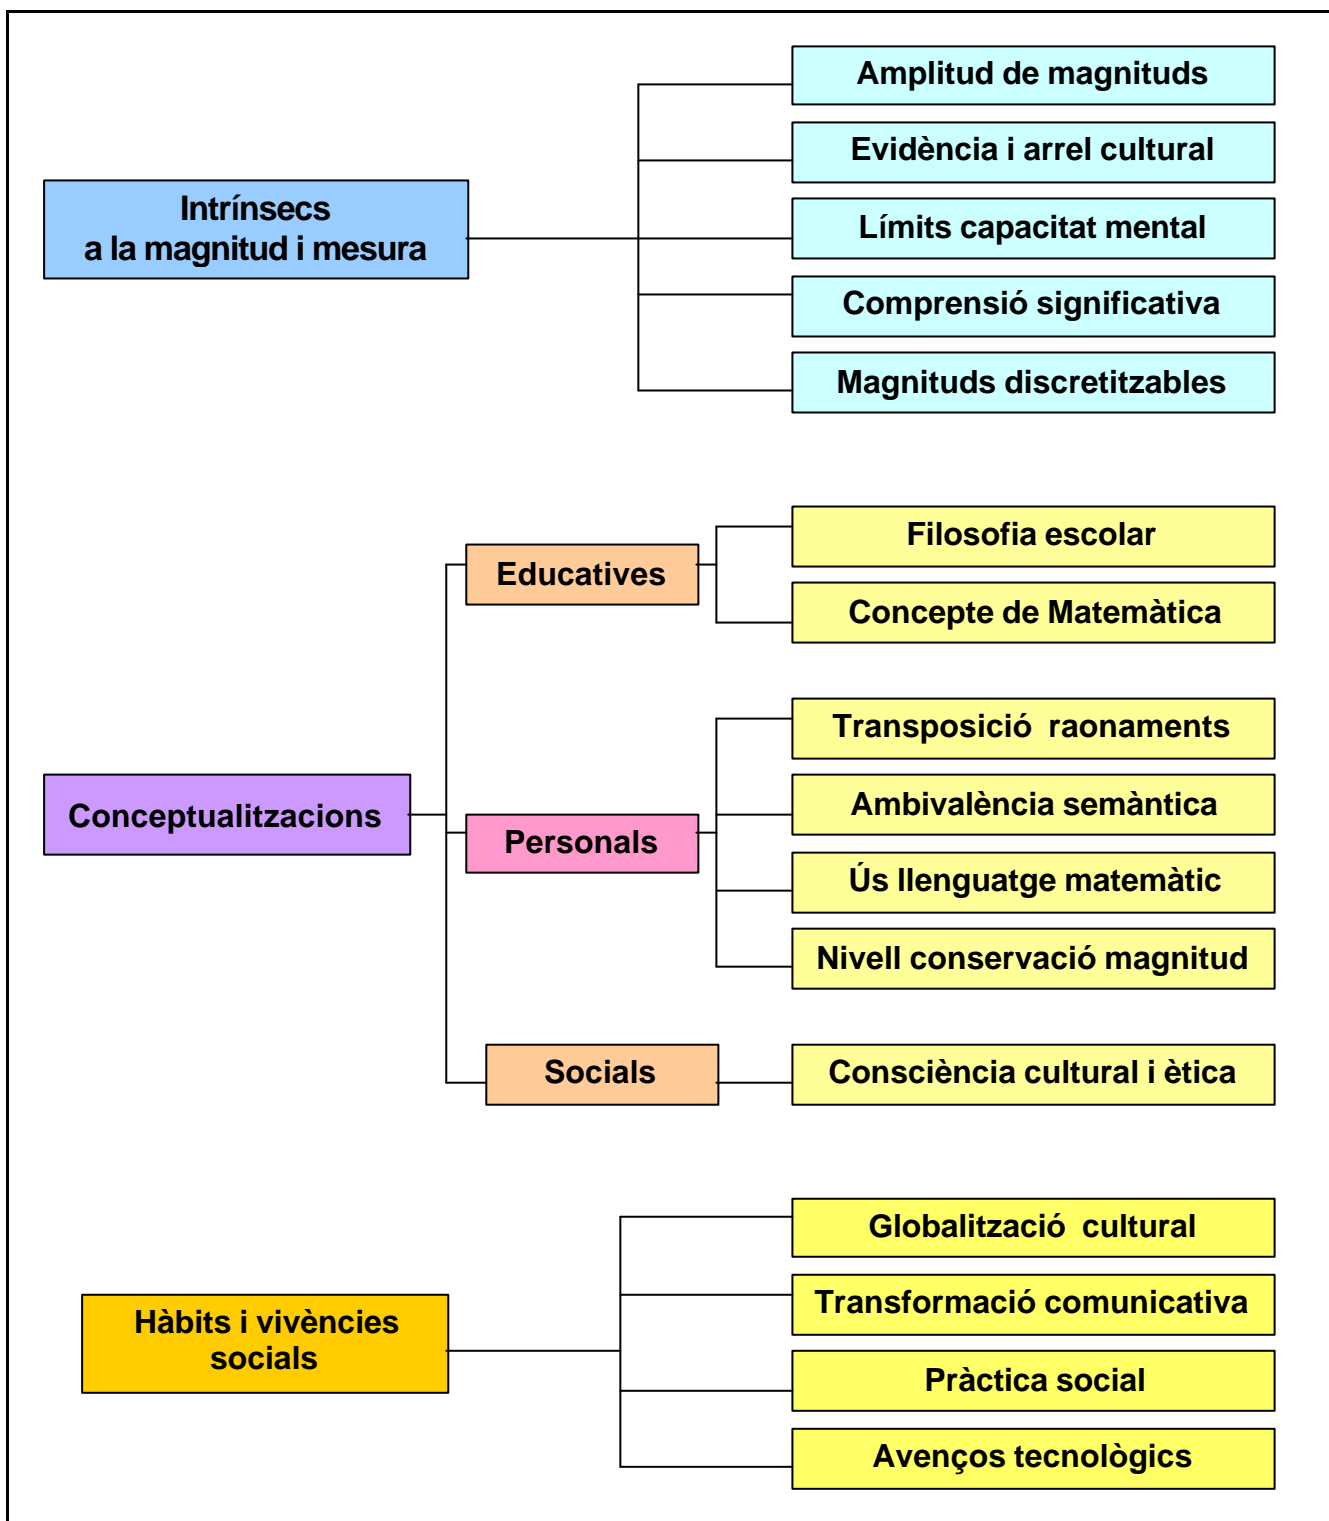 Intrínsecs
a la magnitud i mesura
Amplitud de magnituds
Evidència i arrel cultural
Límits capacitat mental
Comprensió significativa
Magnituds discretitzables
Conceptualitzacions
Educatives
Filosofia escolar
Concepte de Matemàtica
Personals
Transposició raonaments
Ambivalència semàntica
Ús llenguatge matemàtic
Nivell conservació magnitud
Socials
Consciència cultural i ètica
Hàbits i vivències
socials
Globalització cultural
Transformació comunicativa
Pràctica social
Avenços tecnològics